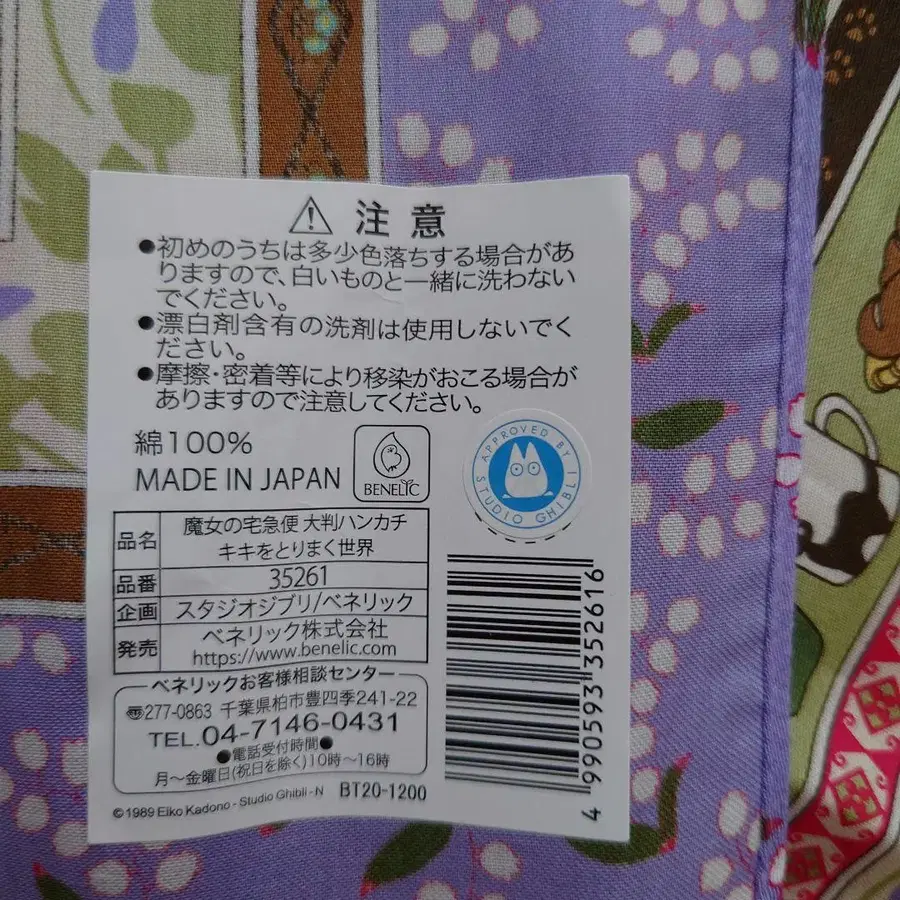 注意
●初めのうちは多少色落ちする場合があ
りますので、白いものと一緒に洗わない
でください。
●漂白剤含有の洗剤は使用しないでく
ださい。
●摩擦・密着等により移染がおこる場合が
ありますので注意してください。
綿100%
MADE IN JAPAN
BENELIC
APPROVED BY
STUDIO GHIBLI
品名 魔女の宅急便 大判ハンカチ
キキをとりまく世界
品番 35261
企画 スタジオジブリ/ベネリック
発売 ベネリック株式会社
https://www.benelic.com
ベネリックお客様相談センター
〠277-0863 千葉県柏市豊四季241-22
TEL.04-7146-0431
●電話受付時間●
月～金曜日(祝日を除く)10時～16時
©1989 Eiko Kadono - Studio Ghibli - N BT20-1200
4 990593 352616